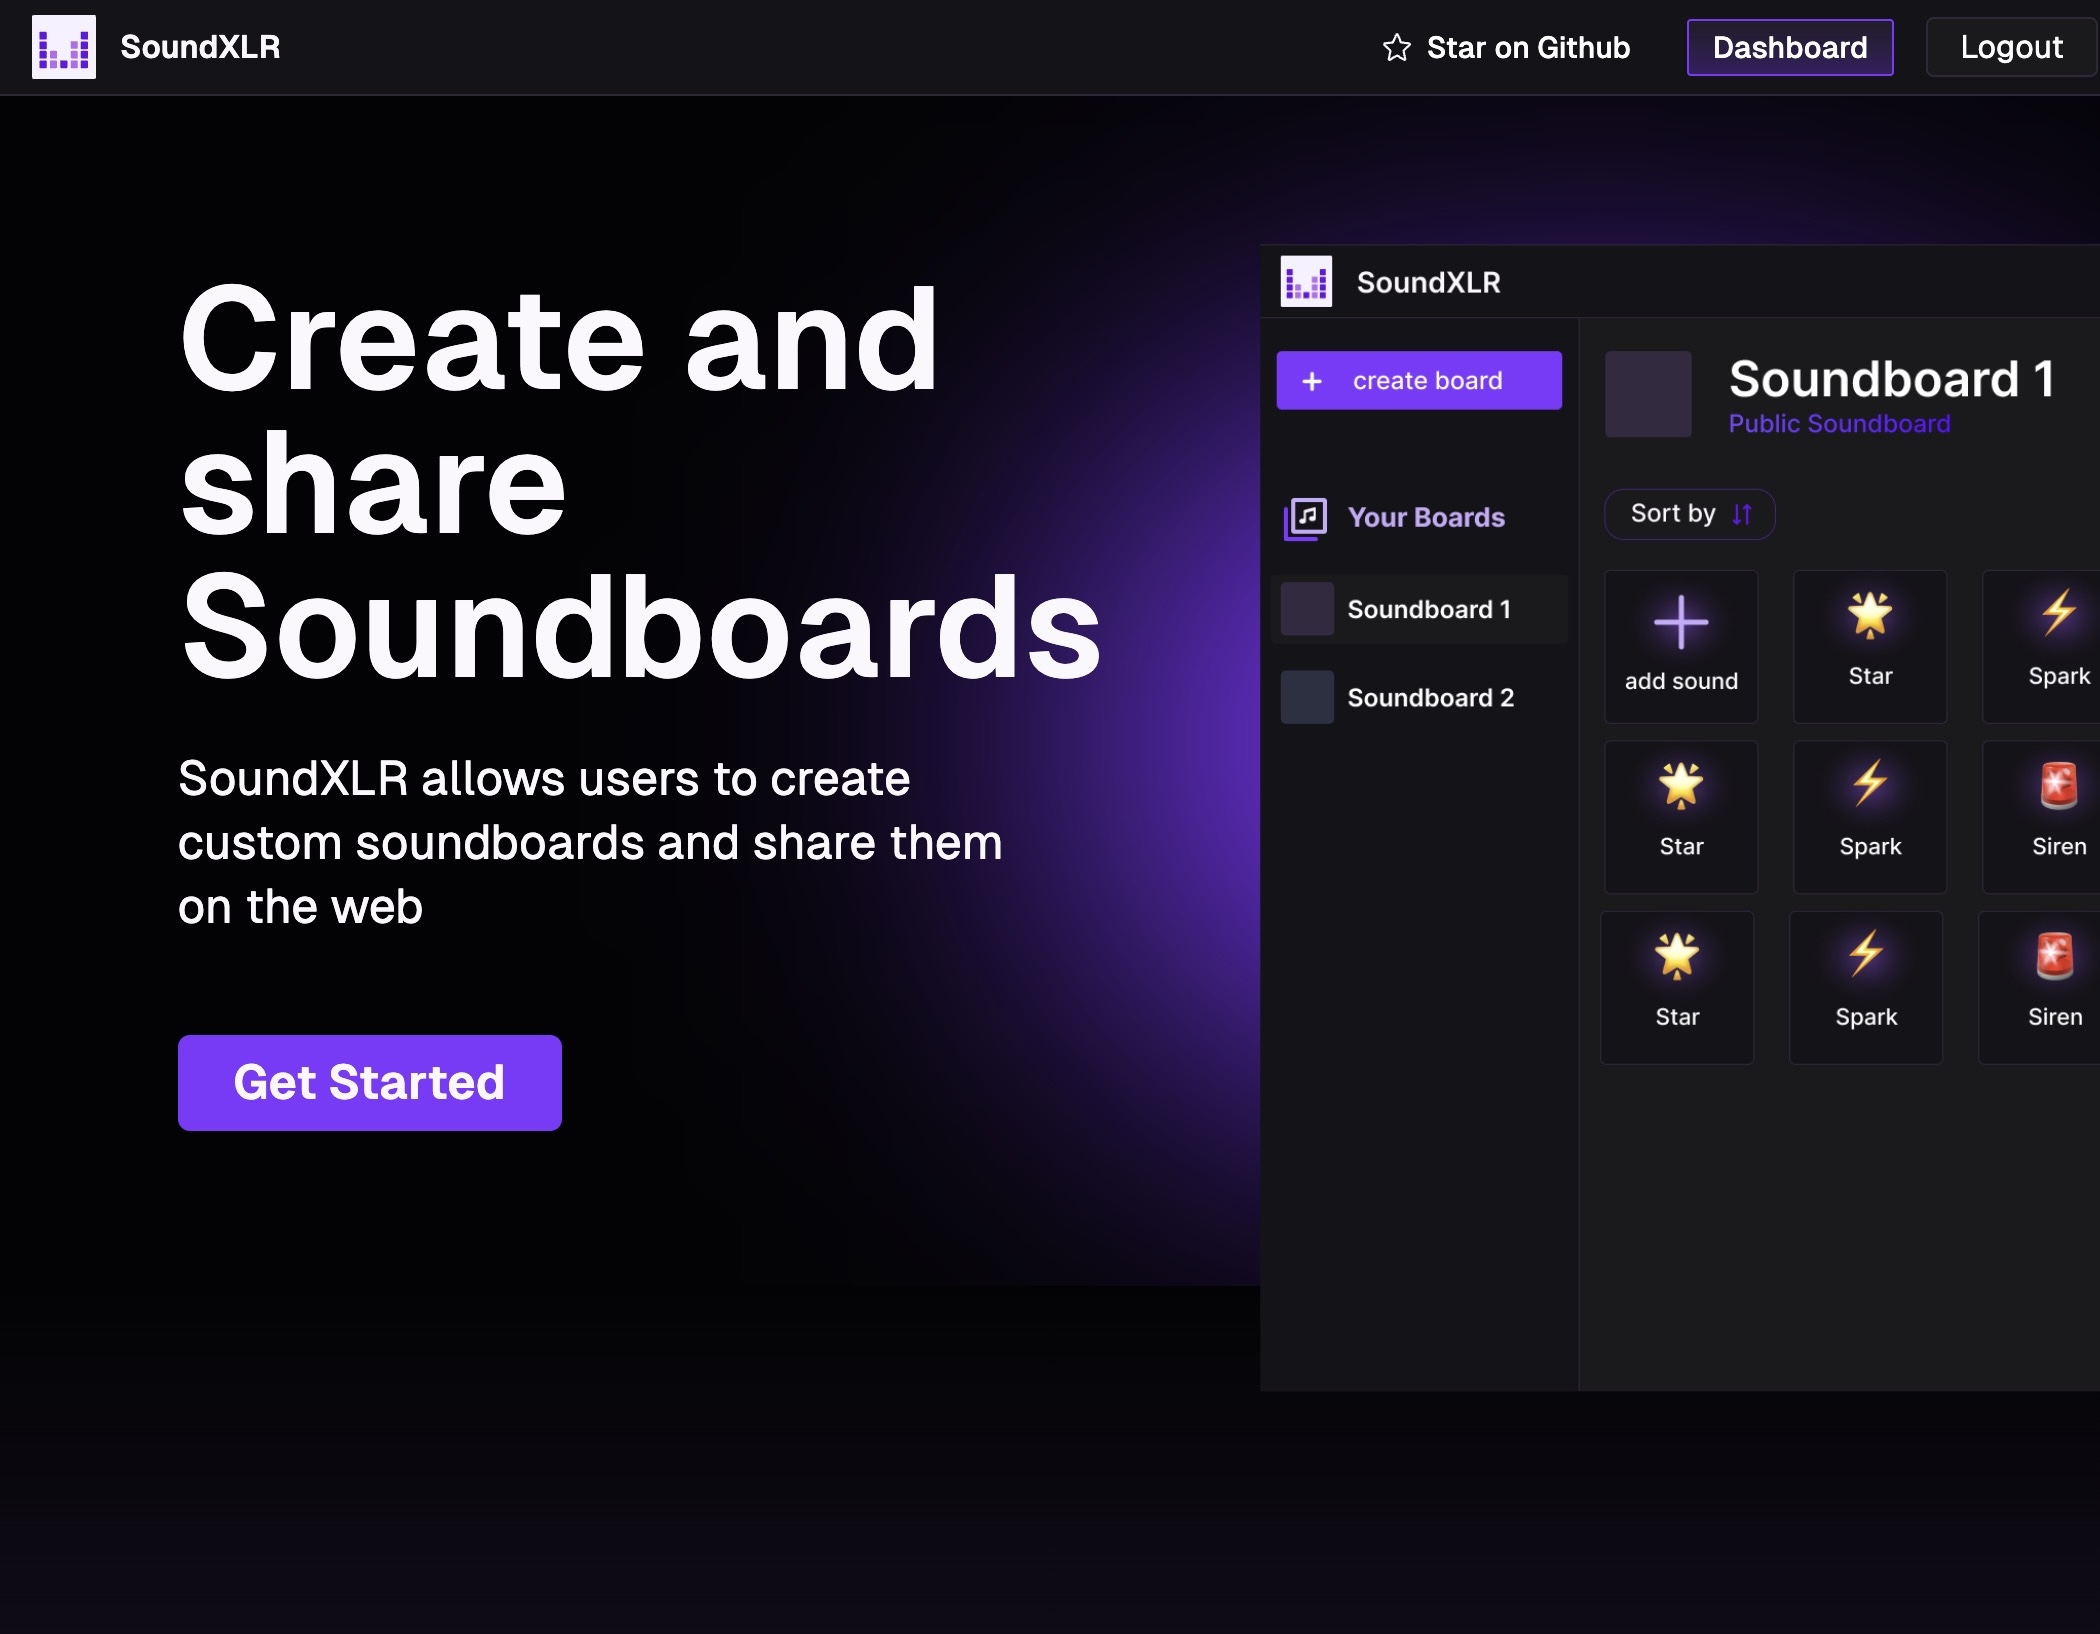 SoundXLR
Star on Github
Dashboard
Logout
Create and
share
Soundboards
SoundXLR allows users to create
custom soundboards and share them
on the web
Get Started
SoundXLR
+ create board
Your Boards
Soundboard 1
Soundboard 2
Soundboard 1
Public Soundboard
Sort by
add sound
Star
Spark
Star
Spark
Siren
Star
Spark
Siren